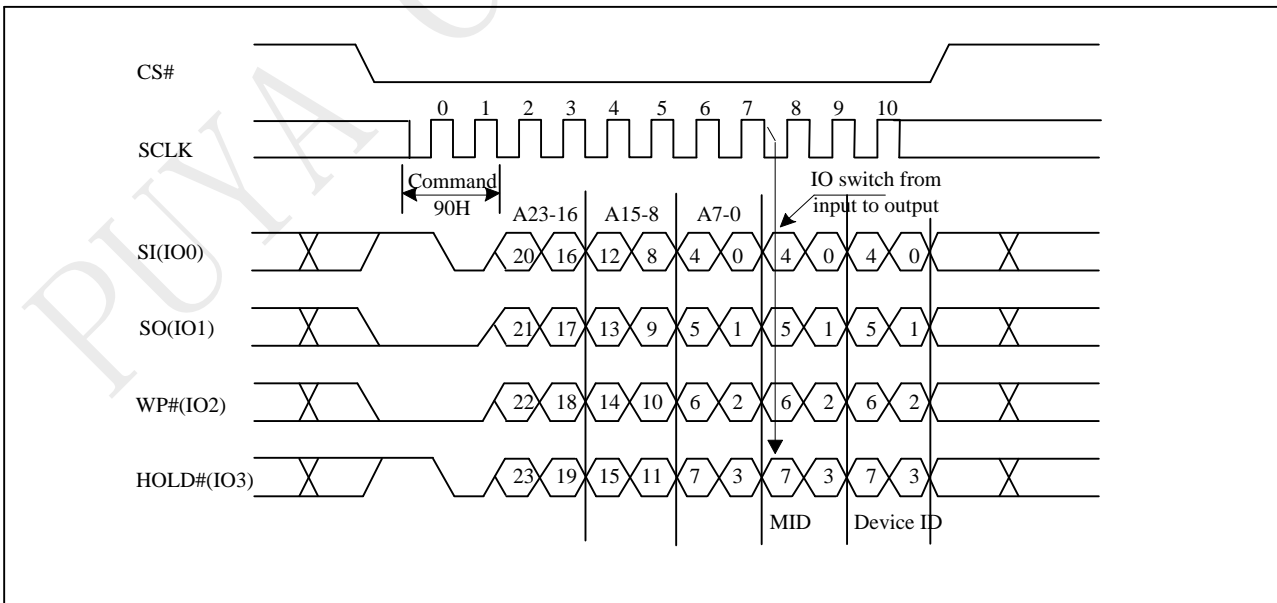 PUYA
CS#
0 1 2 3 4 5 6 7 8 9 10
SCLK
Command
90H
IO switch from
input to output
A23-16 A15-8 A7-0
SI(IO0)
20 16 12 8 4 0 4 0 4 0
SO(IO1)
21 17 13 9 5 1 5 1 5 1
WP#(IO2)
22 18 14 10 6 2 6 2 6 2
HOLD#(IO3)
23 19 15 11 7 3 7 3 7 3
MID Device ID